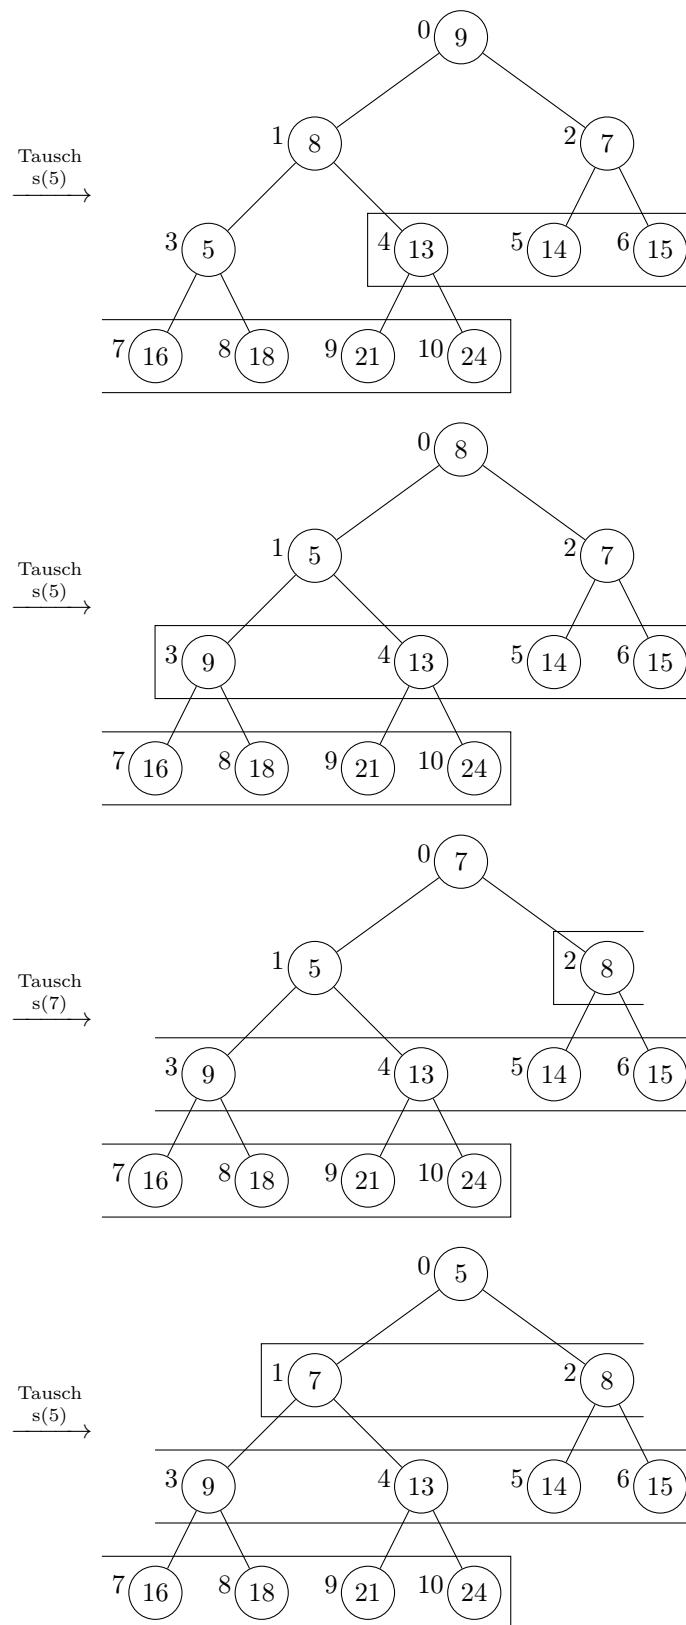 0 9
1 8 2 7
Tausch
s(5)
3 5 4 13 5 14 6 15
7 16 8 18 9 21 10 24
0 8
1 5 2 7
Tausch
s(5)
3 9 4 13 5 14 6 15
7 16 8 18 9 21 10 24
0 7
1 5 2 8
Tausch
s(7)
3 9 4 13 5 14 6 15
7 16 8 18 9 21 10 24
0 5
1 7 2 8
Tausch
s(5)
3 9 4 13 5 14 6 15
7 16 8 18 9 21 10 24